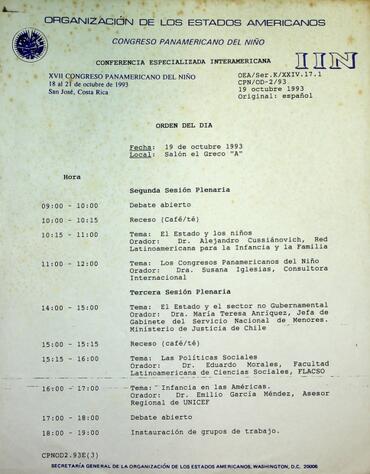 ORGANIZACIÓN DE LOS ESTADOS AMERICANOS
CONGRESO PANAMERICANO DEL NIÑO
CONFERENCIA ESPECIALIZADA INTERAMERICANA
IIN
XVII CONGRESO PANAMERICANO DEL NIÑO
18 al 21 de octubre de 1993
San José, Costa Rica
OEA/Ser.K/XXIV.17.1
CPN/OD-2/93
19 octubre 1993
Original: español
ORDEN DEL DIA
Fecha: 19 de octubre 1993
Local: Salón el Greco "A"
Hora
Segunda Sesión Plenaria
09:00 - 10:00 Debate abierto
10:00 - 10:15 Receso (Café/té)
10:15 - 11:00 Tema: El Estado y los niños
Orador: Dr. Alejandro Cussiánovich, Red
Latinoamericana para la Infancia y la Familia
11:00 - 12:00 Tema: Los Congresos Panamericanos del Niño
Orador: Dra. Susana Iglesias, Consultora
Internacional
Tercera Sesión Plenaria
14:00 - 15:00 Tema: El Estado y el sector no Gubernamental
Orador: Dra. María Teresa Anríquez, Jefa de
Gabinete del Servicio Nacional de Menores.
Ministerio de Justicia de Chile
15:00 - 15:15 Receso (café/té)
15:15 - 16:00 Tema: Las Políticas Sociales
Orador: Dr. Eduardo Morales, Facultad
Latinoamericana de Ciencias Sociales, FLACSO
16:00 - 17:00 Tema: Infancia en las Américas.
Orador: Dr. Emilio García Méndez, Asesor
Regional de UNICEF
17:00 - 18:00 Debate abierto
18:00 - 19:00 Instauración de grupos de trabajo.
CPNOD2.93E(3)
SECRETARÍA GENERAL DE LA ORGANIZACIÓN DE LOS ESTADOS AMERICANOS, WASHINGTON, D.C. 20006